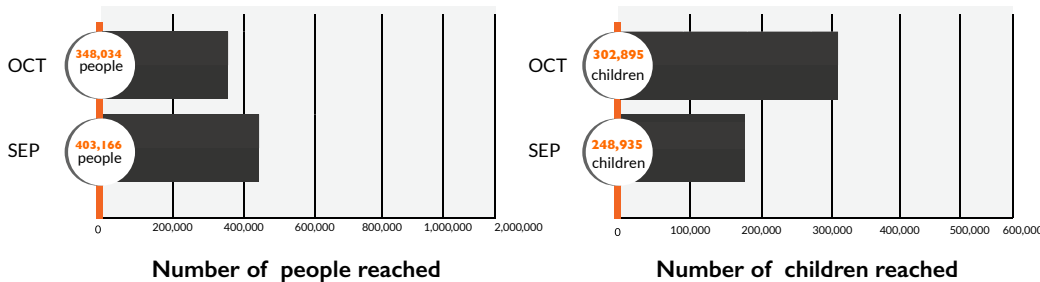 OCT
348,034
people
SEP
403,166
people
0 200,000 400,000 600,000 800,000 1,000,000 2,000,000
Number of people reached
OCT
302,895
children
SEP
248,935
children
0 100,000 200,000 300,000 400,000 500,000 600,000
Number of children reached